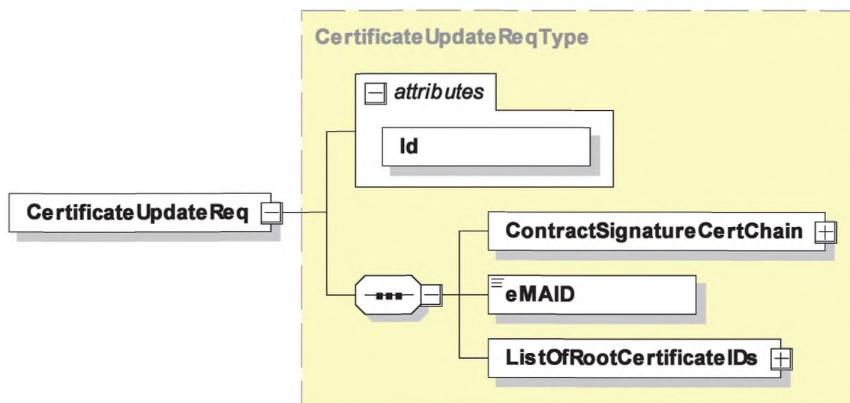 CertificateUpdateReqType
attributes
Id
CertificateUpdateReq
ContractSignatureCertChain
eMAID
ListOfRootCertificateIDs